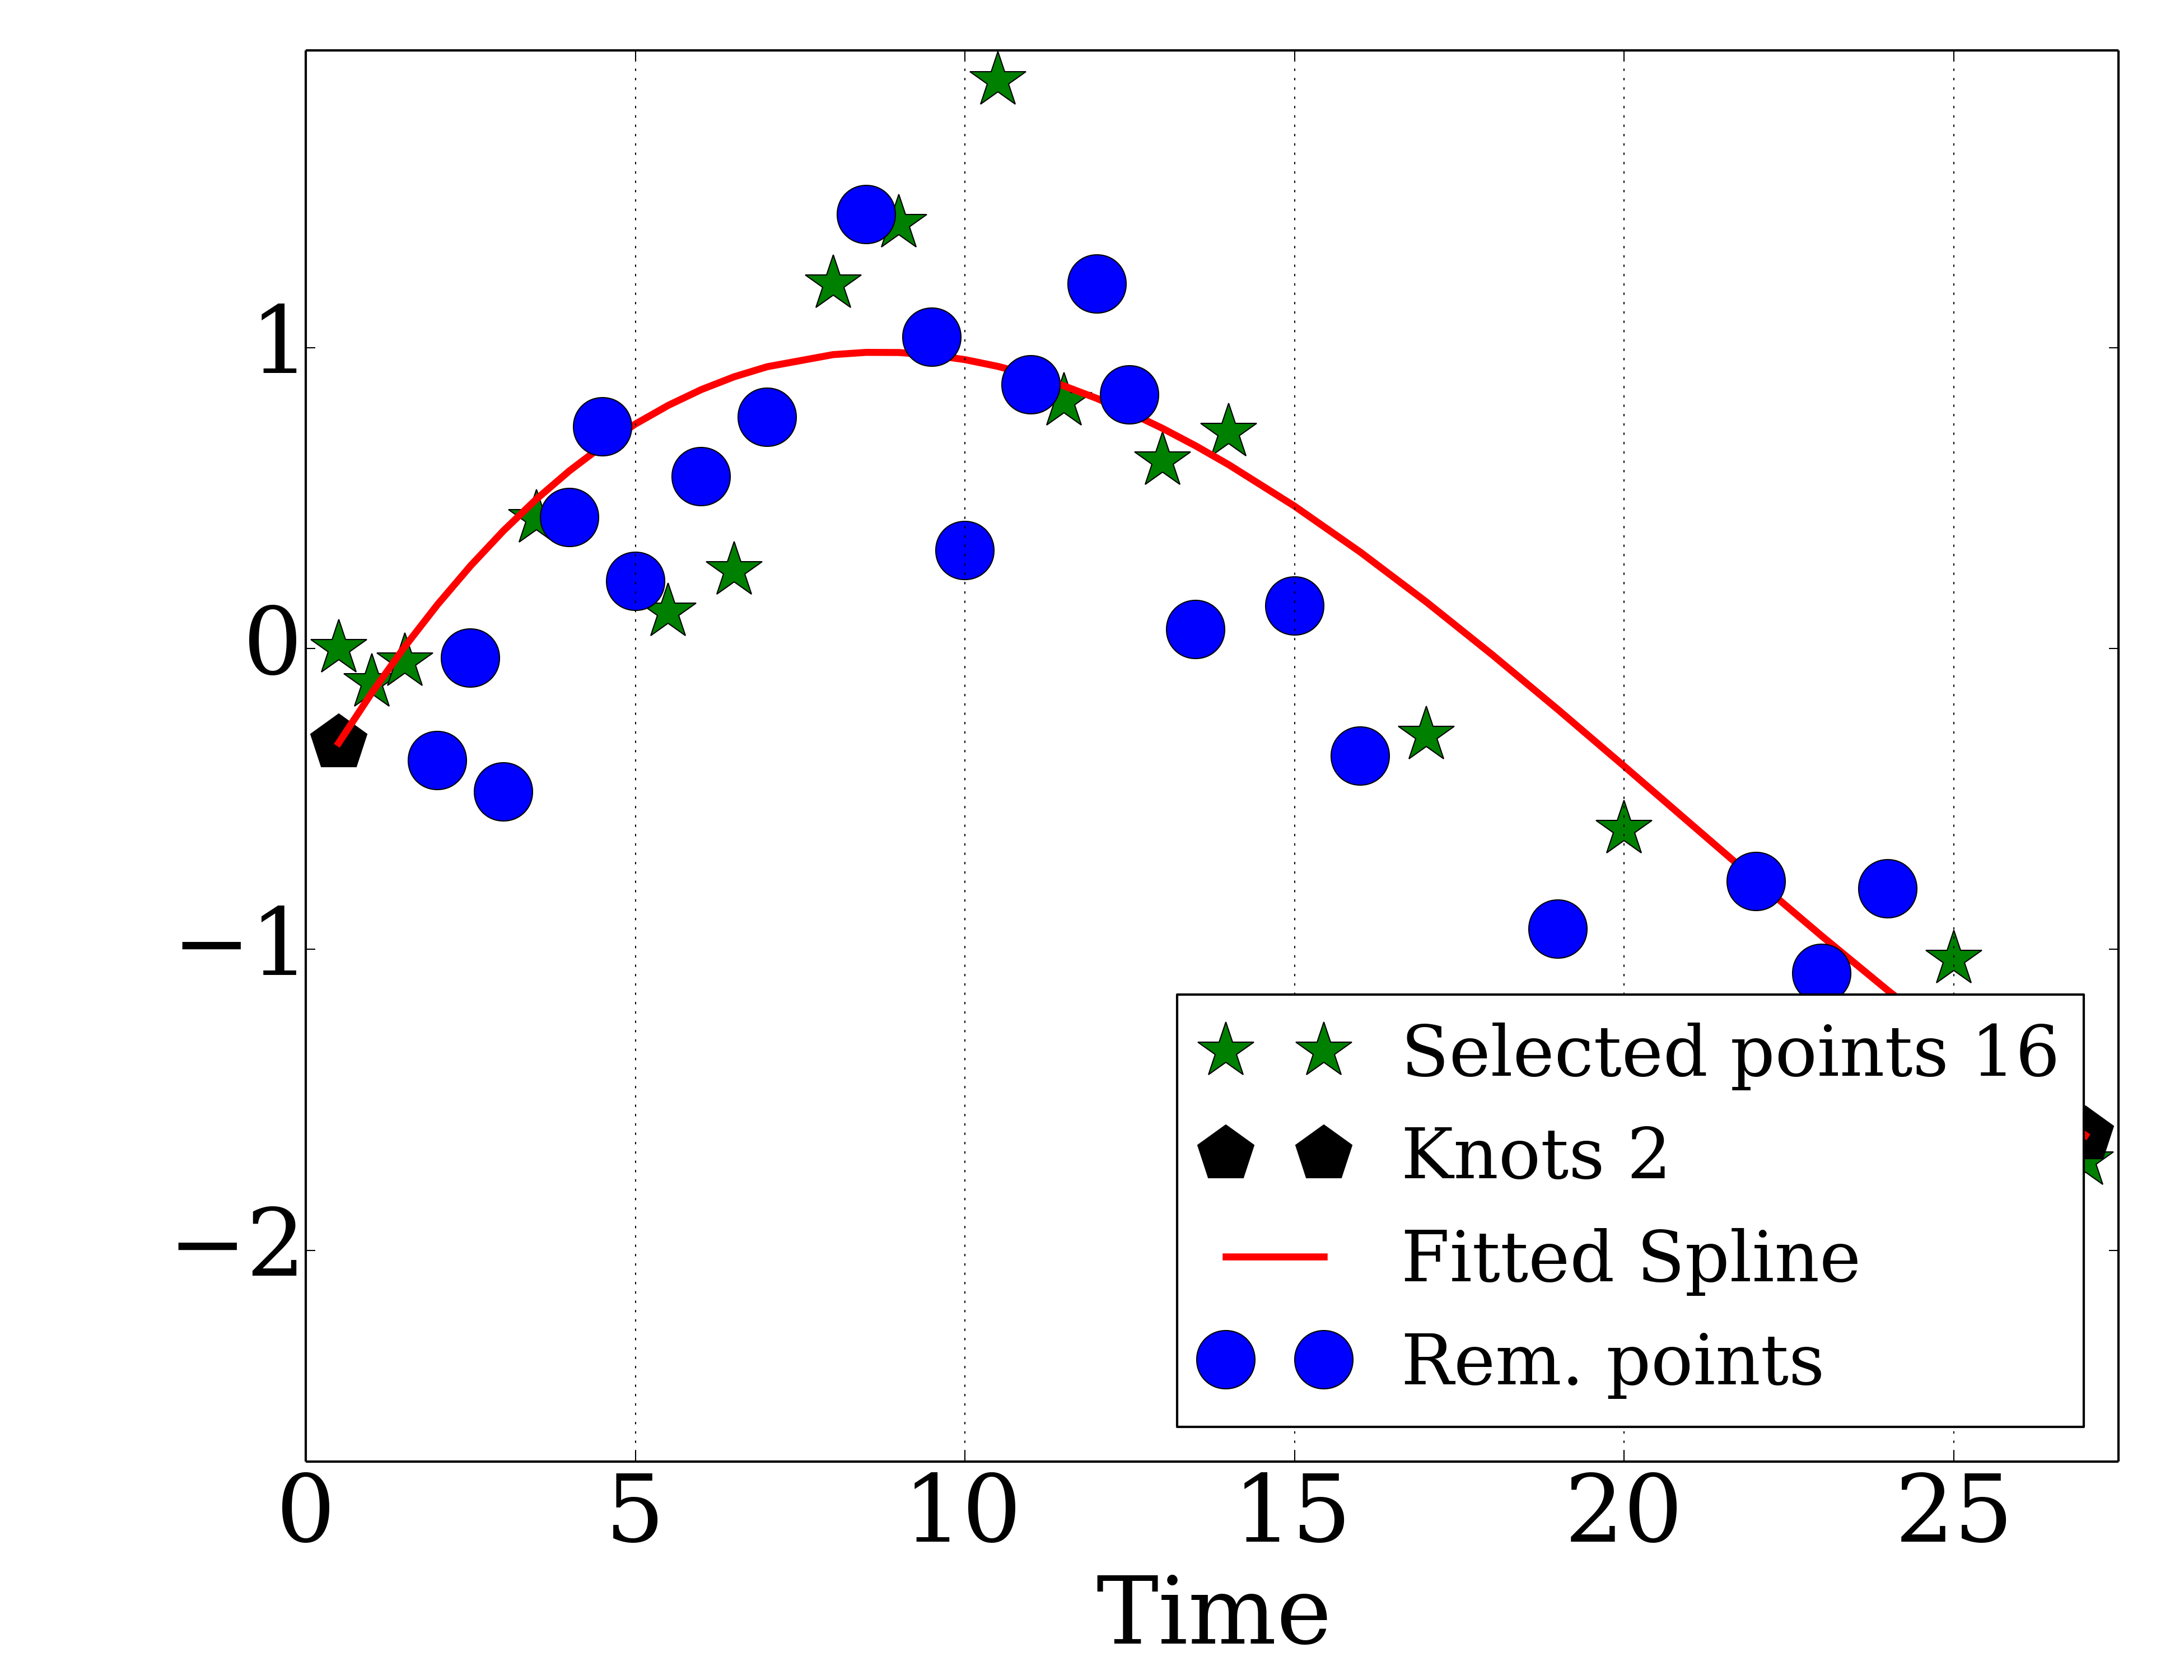 1
0
−1
−2
Selected points 16
Knots 2
Fitted Spline
Rem. points
0 5 10 15 20 25
Time